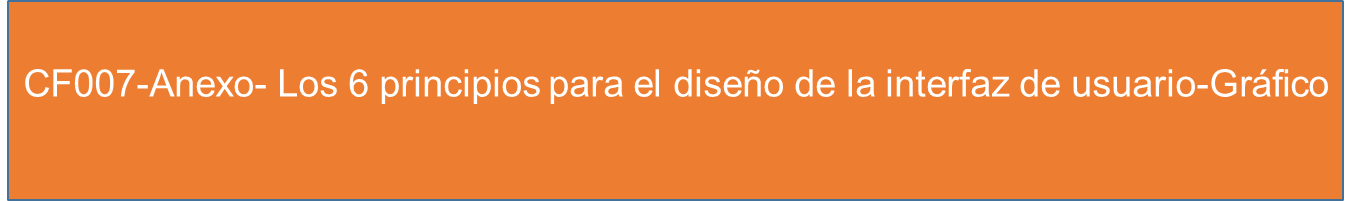 CF007-Anexo- Los 6 principios para el diseño de la interfaz de usuario-Gráfico